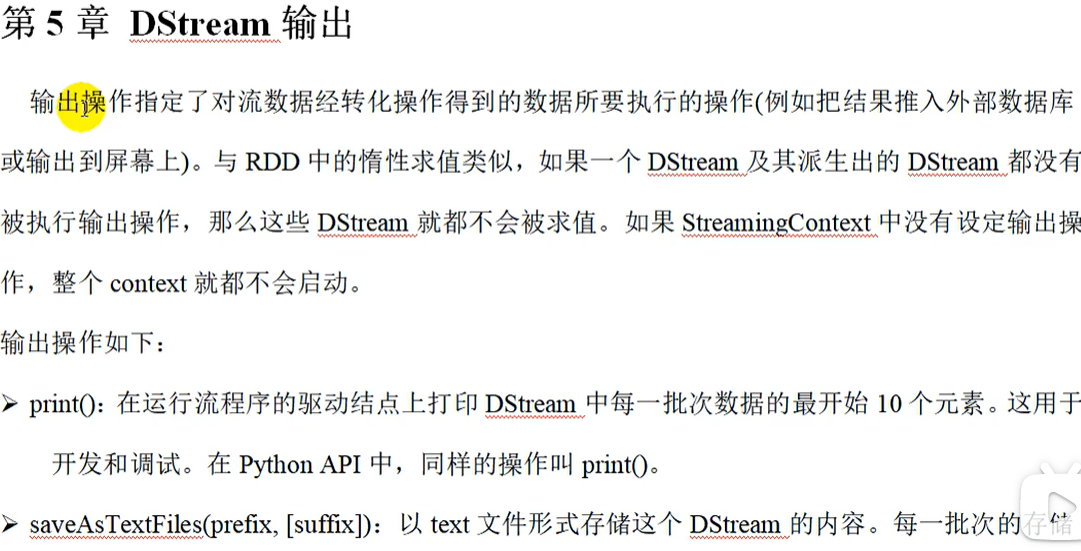 第 5 章 DStream 输出
输出操作指定了对流数据经转化操作得到的数据所要执行的操作(例如把结果推入外部数据库
或输出到屏幕上)。与 RDD 中的惰性求值类似，如果一个 DStream 及其派生出的 DStream 都没有
被执行输出操作，那么这些 DStream 就都不会被求值。如果 StreamingContext 中没有设定输出操
作，整个 context 就都不会启动。
输出操作如下：
➢ print()：在运行流程序的驱动结点上打印 DStream 中每一批次数据的最开始 10 个元素。这用于
开发和调试。在 Python API 中，同样的操作叫 print()。
➢ saveAsTextFiles(prefix, [suffix])：以 text 文件形式存储这个 DStream 的内容。每一批次的存储